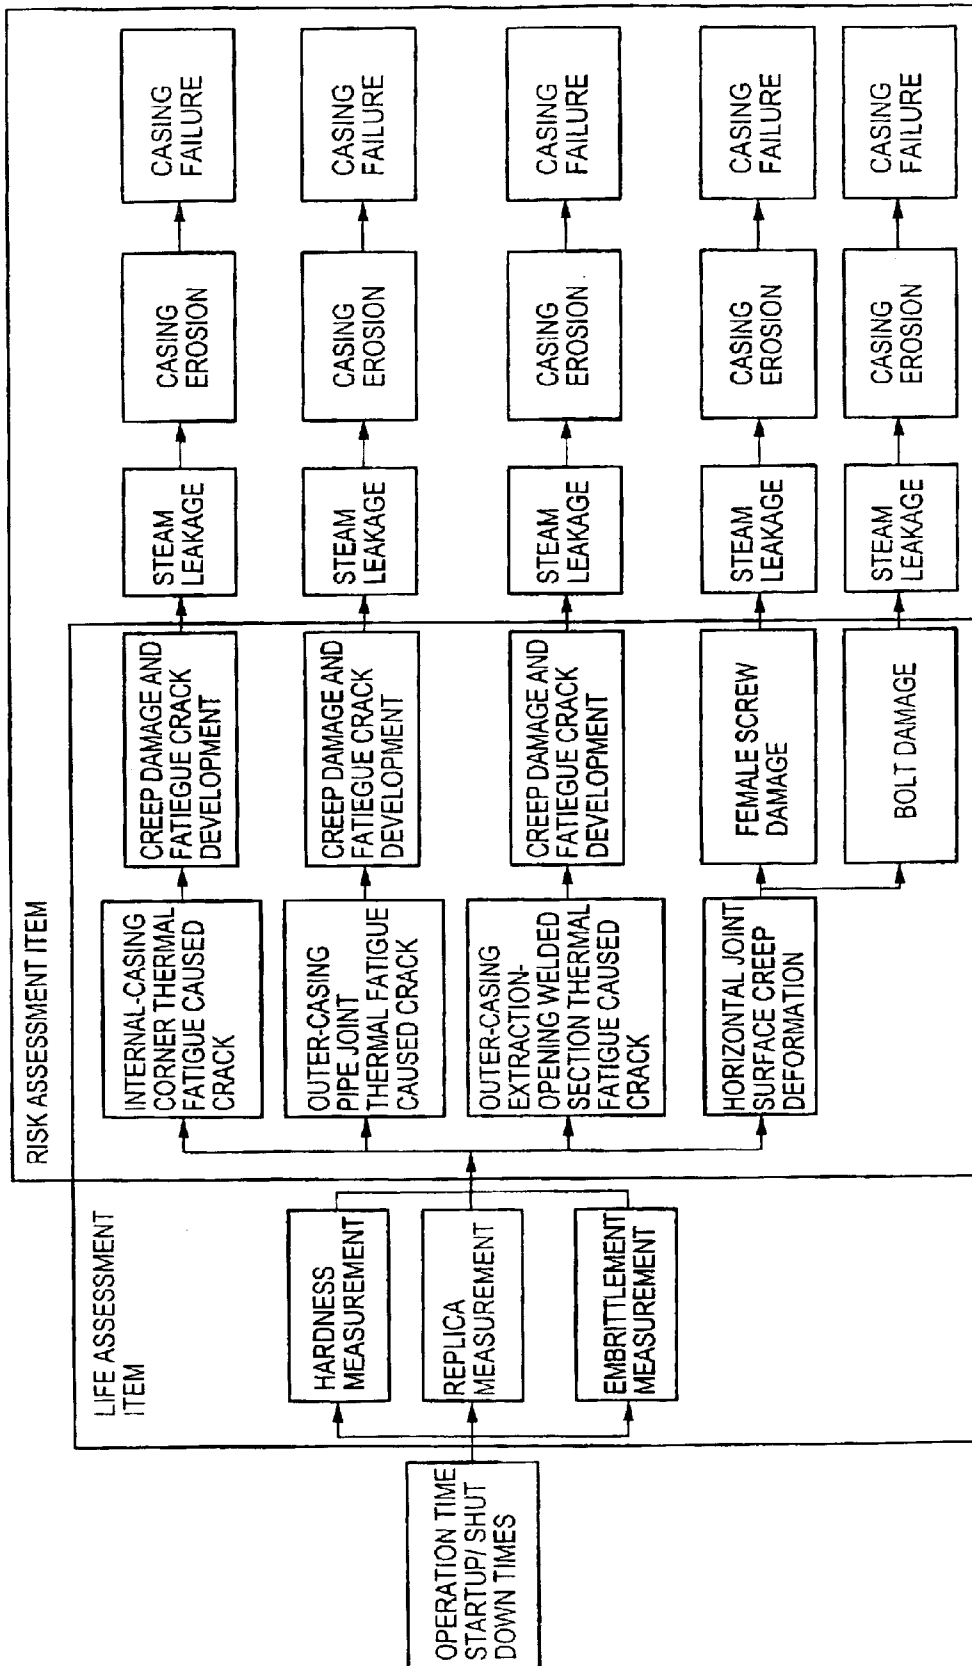 RISK ASSESSMENT ITEM
LIFE ASSESSMENT
ITEM
OPERATION TIME
STARTUP/ SHUT
DOWN TIMES
HARDNESS
MEASUREMENT
REPLICA
MEASUREMENT
EMBRITTLEMENT
MEASUREMENT
INTERNAL-CASING
CORNER THERMAL
FATIGUE CAUSED
CRACK
CREEP DAMAGE AND
FATIEGUE CRACK
DEVELOPMENT
STEAM
LEAKAGE
CASING
EROSION
CASING
FAILURE
OUTER-CASING
PIPE JOINT
THERMAL FATIGUE
CAUSED CRACK
CREEP DAMAGE AND
FATIGUE CRACK
DEVELOPMENT
STEAM
LEAKAGE
CASING
EROSION
CASING
FAILURE
OUTER-CASING
EXTRACTION-
OPENING WELDED
SECTION THERMAL
FATIGUE CAUSED
CRACK
CREEP DAMAGE AND
FATIGUE CRACK
DEVELOPMENT
STEAM
LEAKAGE
CASING
EROSION
CASING
FAILURE
HORIZONTAL JOINT
SURFACE CREEP
DEFORMATION
FEMALE SCREW
DAMAGE
STEAM
LEAKAGE
CASING
EROSION
CASING
FAILURE
BOLT DAMAGE
STEAM
LEAKAGE
CASING
EROSION
CASING
FAILURE